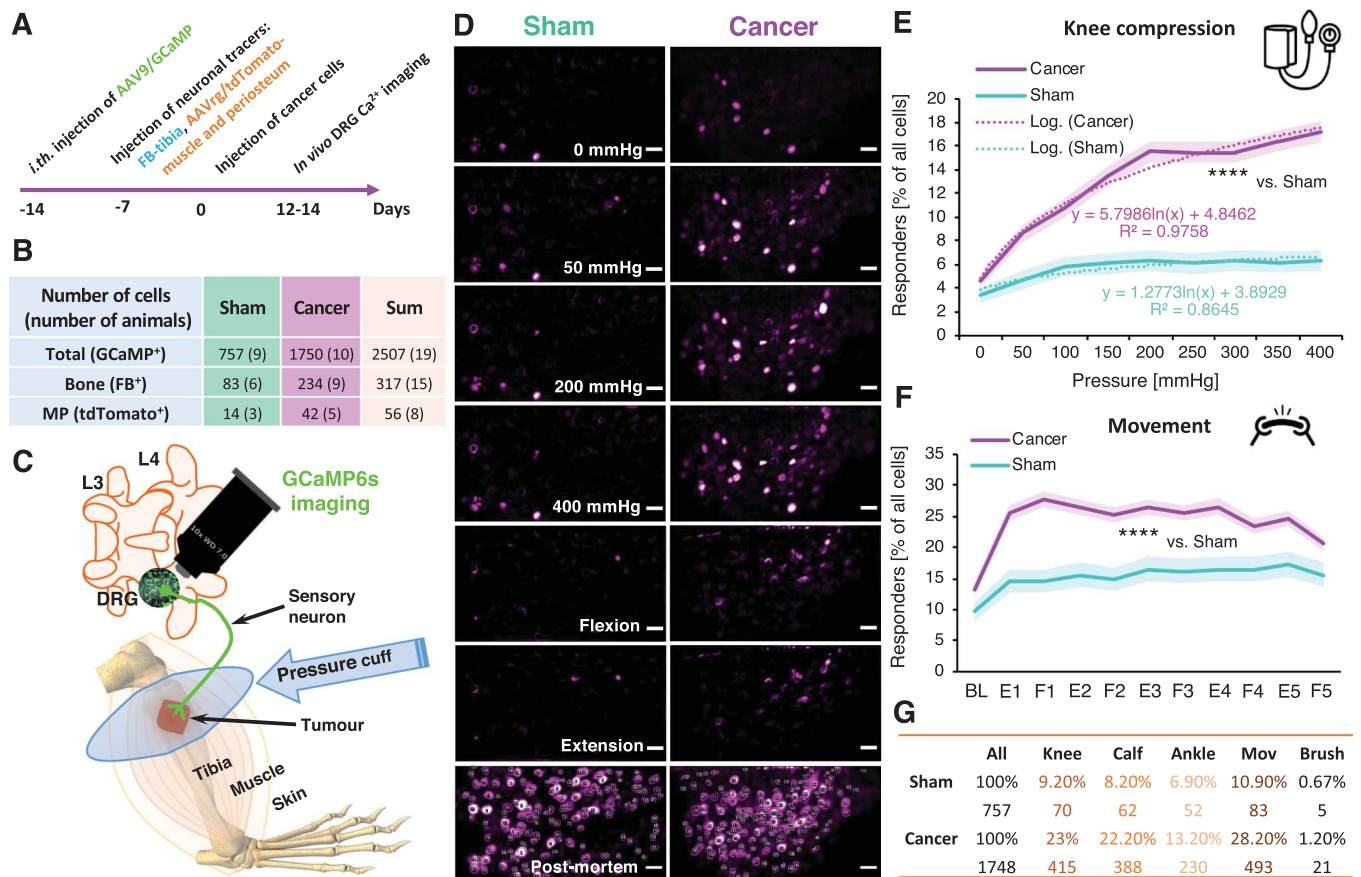 A
i.th. injection of AAV9/GCaMP
Injection of neuronal tracers:
FB-tibia, AAVrg/tdTomato-
muscle and periosteum
Injection of cancer cells
In vivo DRG Ca²⁺ imaging
-14
-7
0
12-14
Days
B
Number of cells
(number of animals)
Sham
Cancer
Sum
Total (GCaMP⁺)
757 (9)
1750 (10)
2507 (19)
Bone (FB⁺)
83 (6)
234 (9)
317 (15)
MP (tdTomato⁺)
14 (3)
42 (5)
56 (8)
C
L3
L4
GCaMP6s
imaging
10x WD 7.0
DRG
Sensory
neuron
Pressure cuff
Tumour
Tibia
Muscle
Skin
D
Sham
Cancer
0 mmHg
50 mmHg
200 mmHg
400 mmHg
Flexion
Extension
Post-mortem
E
Knee compression
Cancer
Sham
Log. (Cancer)
Log. (Sham)
Responders [% of all cells]
20
18
16
14
12
10
8
6
4
2
0
**** vs. Sham
y = 5.7986ln(x) + 4.8462
R² = 0.9758
y = 1.2773ln(x) + 3.8929
R² = 0.8645
0 50 100 150 200 250 300 350 400
Pressure [mmHg]
F
Movement
Cancer
Sham
Responders [% of all cells]
35
30
25
20
15
10
5
0
**** vs. Sham
BL E1 F1 E2 F2 E3 F3 E4 F4 E5 F5
G
All Knee Calf Ankle Mov Brush
Sham 100% 9.20% 8.20% 6.90% 10.90% 0.67%
757 70 62 52 83 5
Cancer 100% 23% 22.20% 13.20% 28.20% 1.20%
1748 415 388 230 493 21